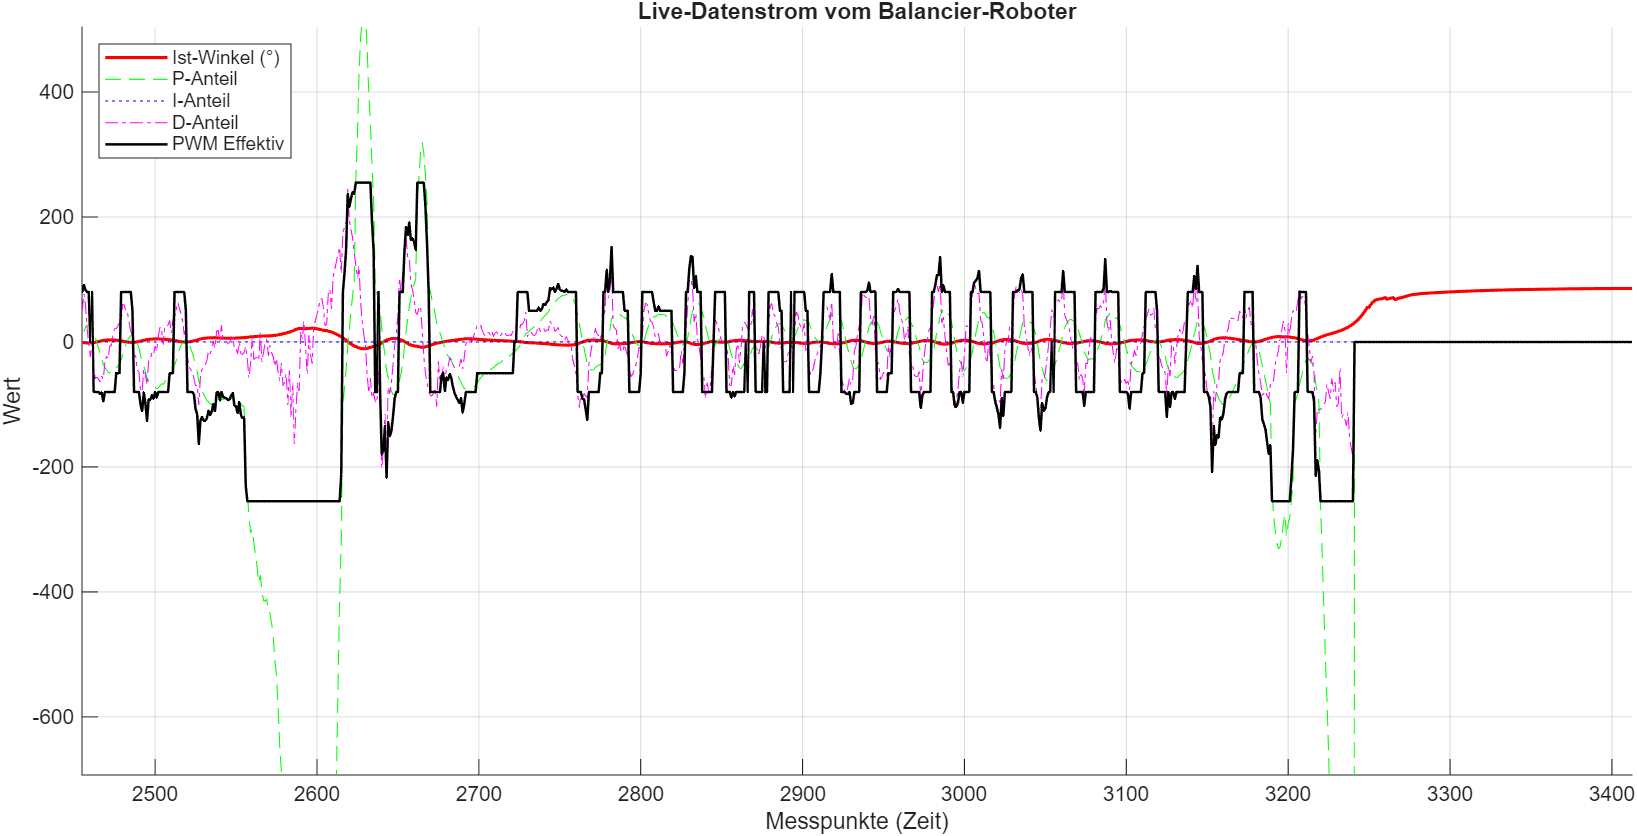 Live-Datenstrom vom Balancier-Roboter
Ist-Winkel (°)
P-Anteil
I-Anteil
D-Anteil
PWM Effektiv
400
200
0
-200
-400
-600
Wert
2500 2600 2700 2800 2900 3000 3100 3200 3300 3400
Messpunkte (Zeit)